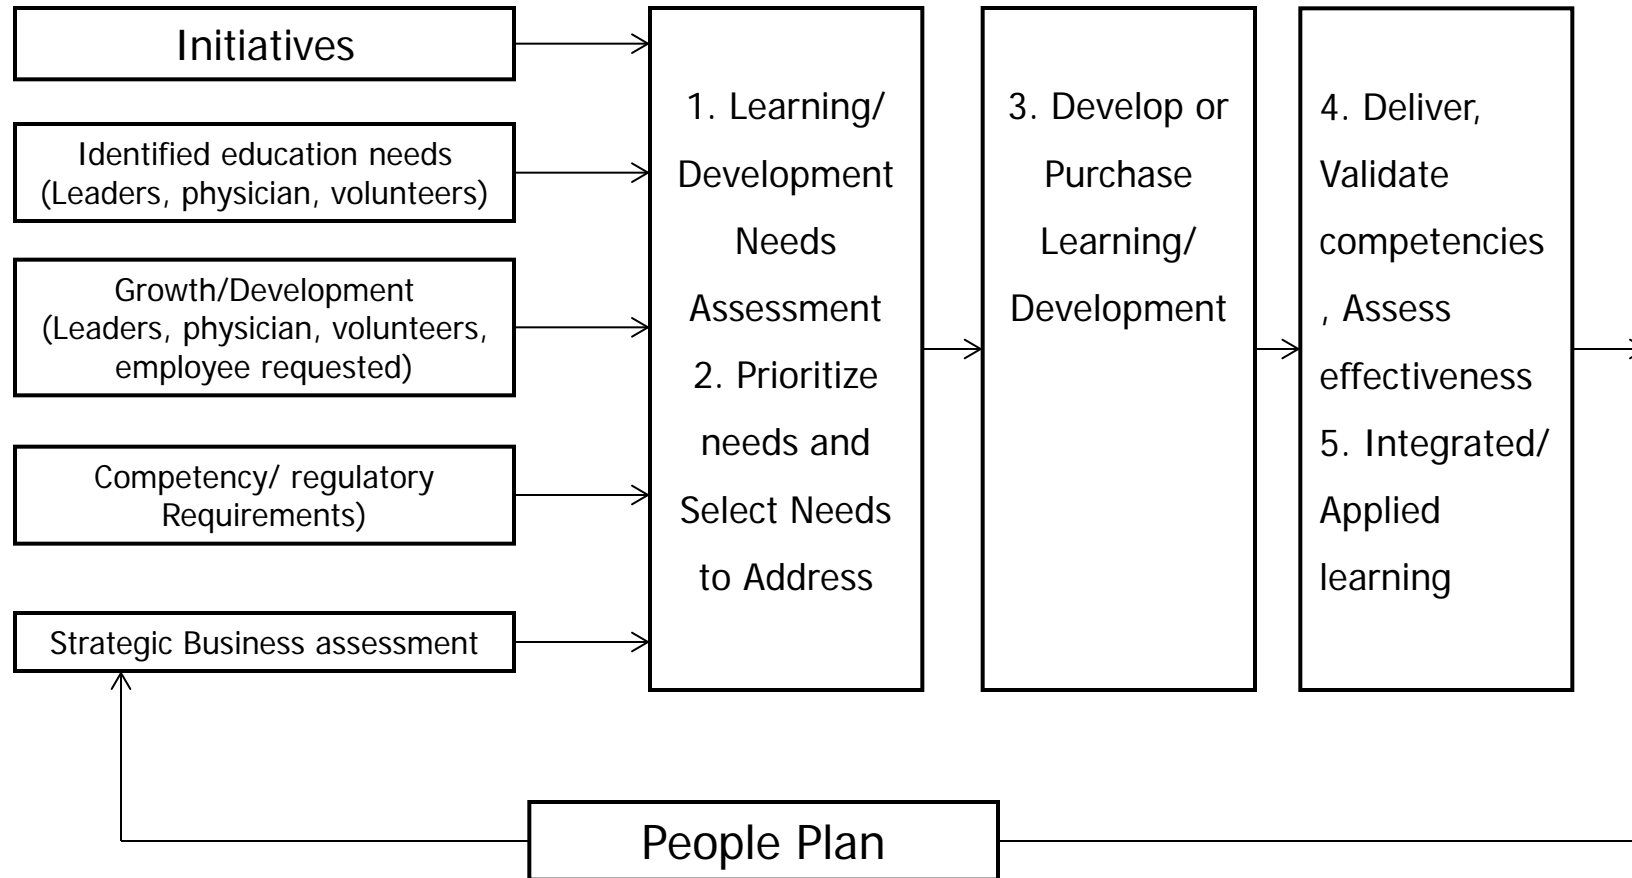 Initiatives
Identified education needs
(Leaders, physician, volunteers)
Growth/Development
(Leaders, physician, volunteers,
employee requested)
Competency/ regulatory
Requirements)
Strategic Business assessment
1. Learning/
Development
Needs
Assessment
2. Prioritize
needs and
Select Needs
to Address
3. Develop or
Purchase
Learning/
Development
4. Deliver,
Validate
competencies
, Assess
effectiveness
5. Integrated/
Applied
learning
People Plan